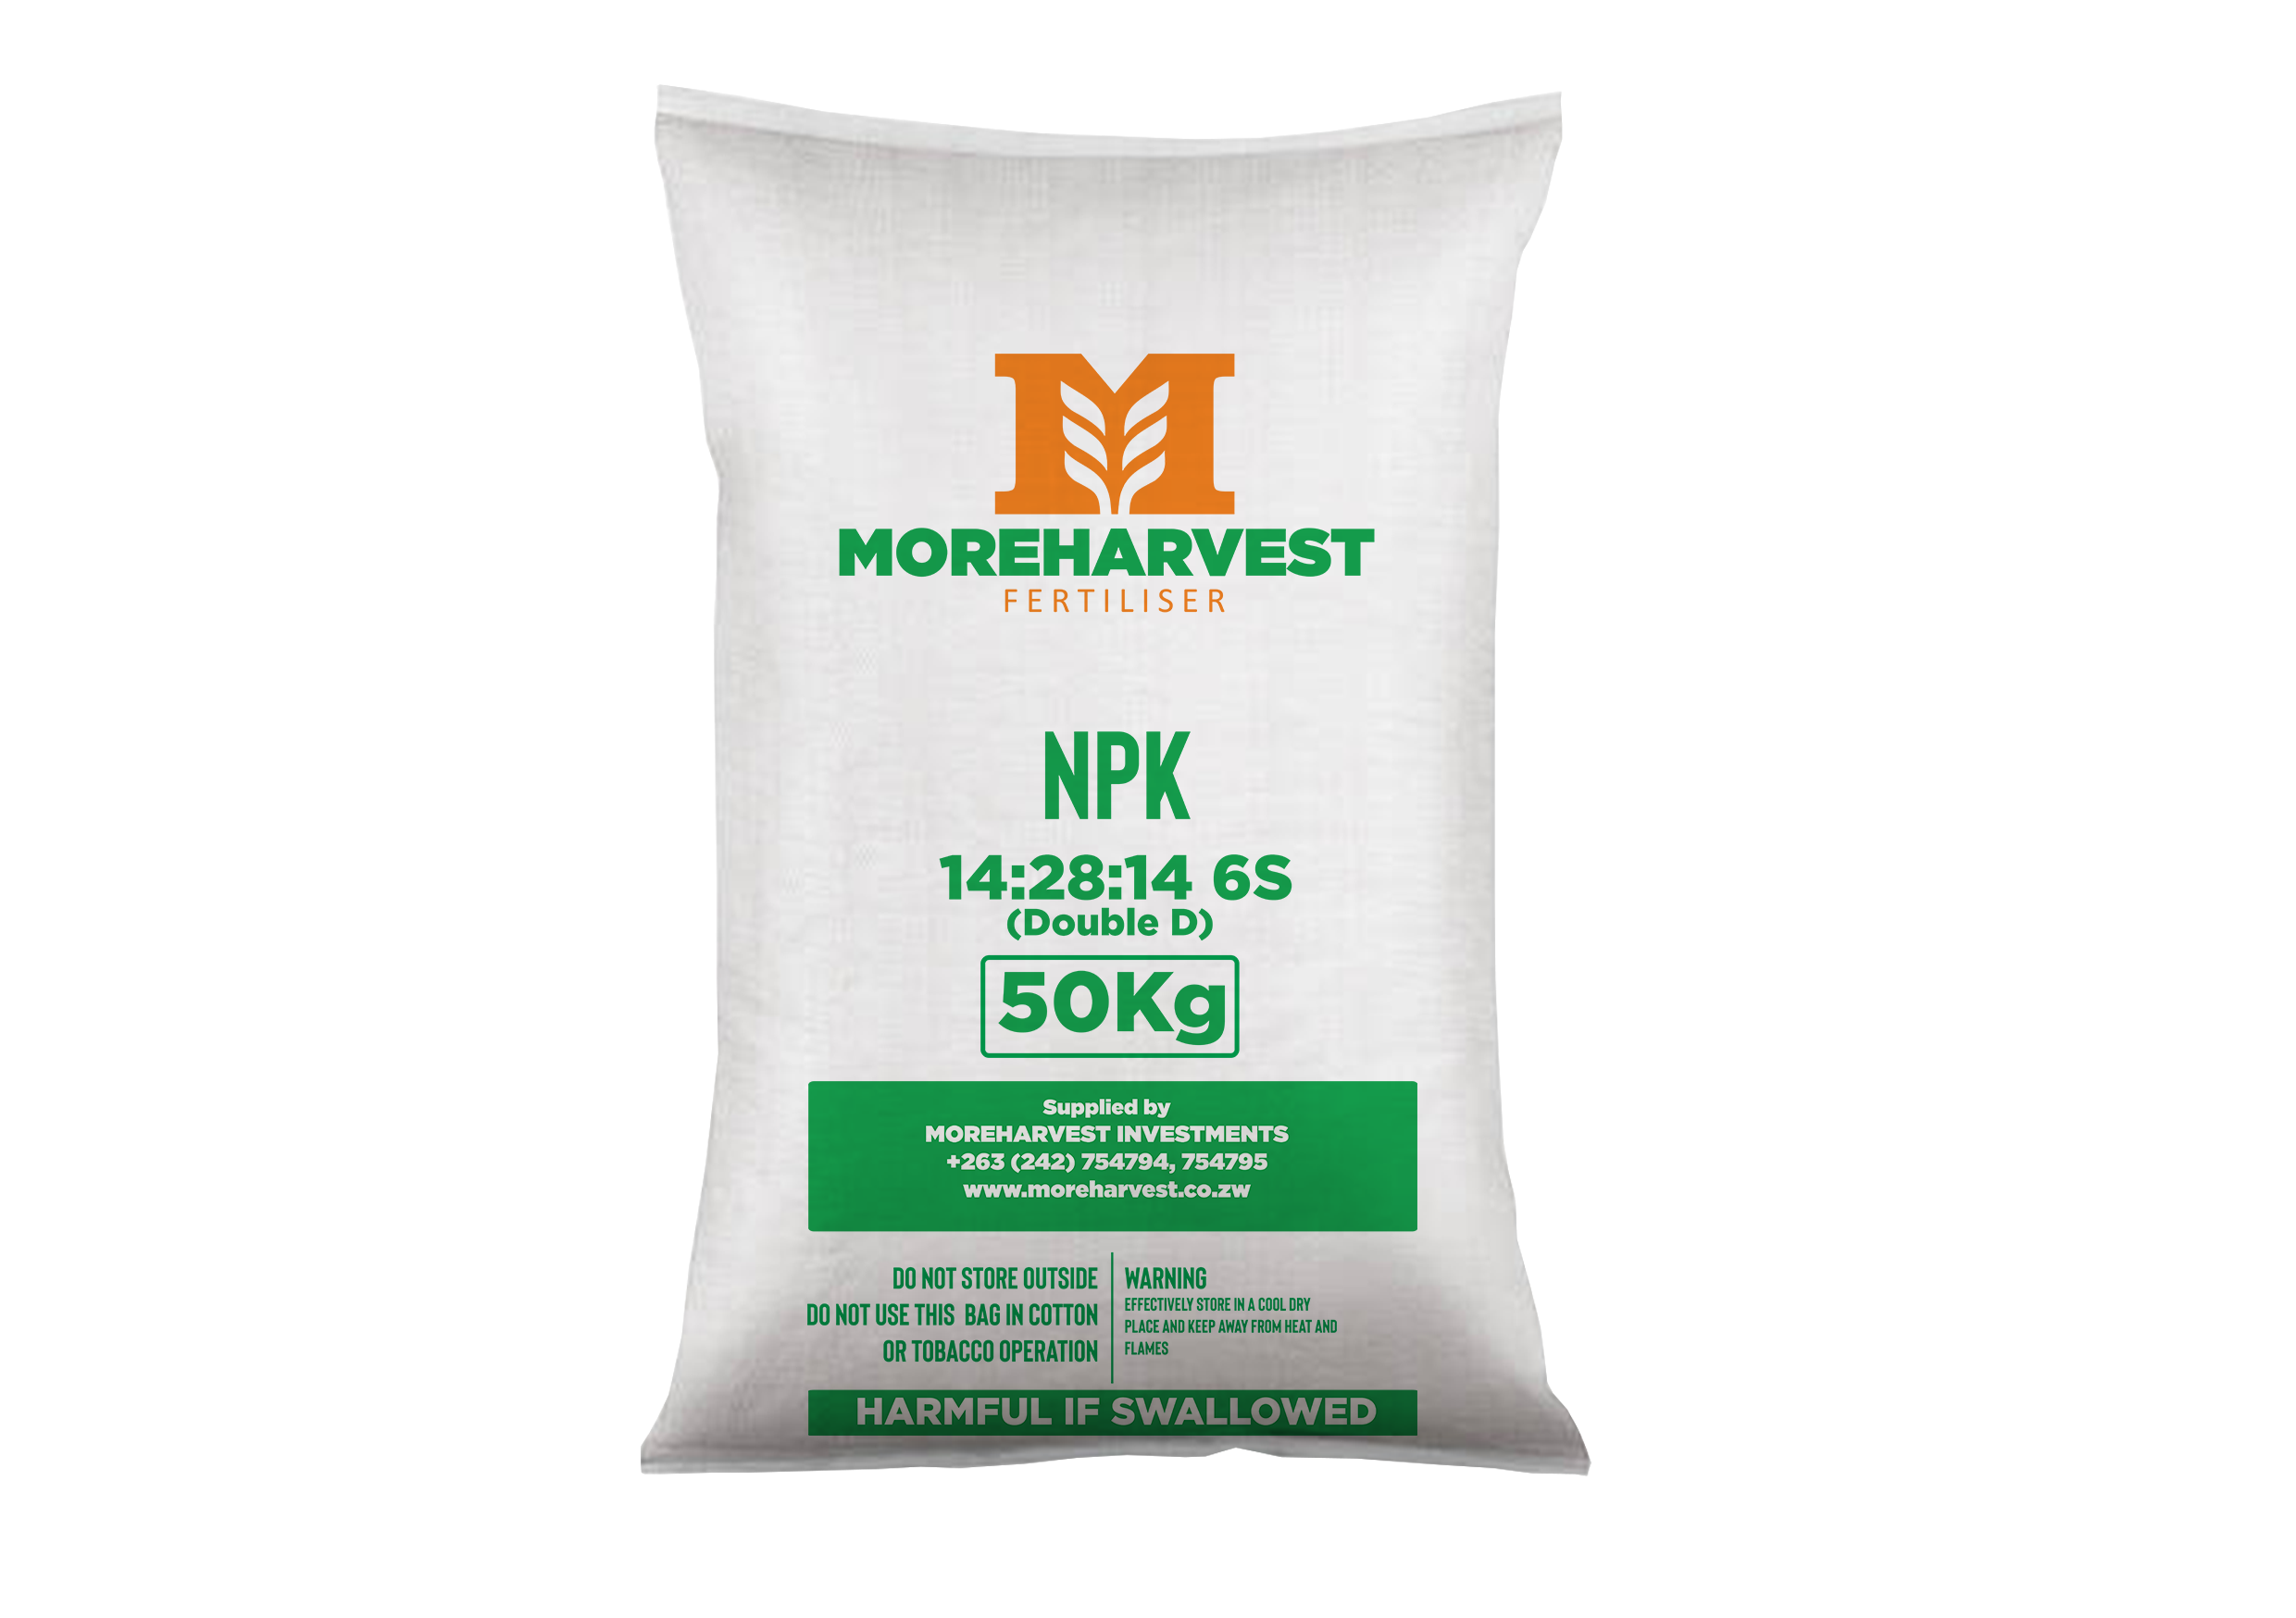 MOREHARVEST
FERTILISER
NPK
14:28:14 6S
(Double D)
50Kg
Supplied by
MOREHARVEST INVESTMENTS
+263 (242) 754794, 754795
www.moreharvest.co.zw
DO NOT STORE OUTSIDE
DO NOT USE THIS BAG IN COTTON
OR TOBACCO OPERATION
WARNING
EFFECTIVELY STORE IN A COOL DRY
PLACE AND KEEP AWAY FROM HEAT AND
FLAMES
HARMFUL IF SWALLOWED